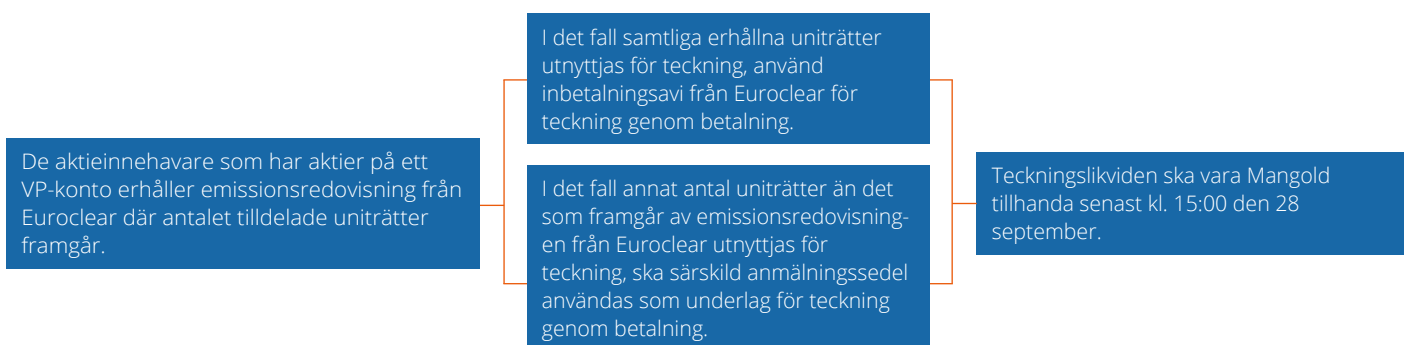 De aktieinnehavare som har aktier på ett
VP-konto erhåller emissionsredovisning från
Euroclear där antalet tilldelade uniträtter
framgår.
I det fall samtliga erhållna uniträtter
utnyttjas för teckning, använd
inbetalningsavi från Euroclear för
teckning genom betalning.
I det fall annat antal uniträtter än det
som framgår av emissionsredovisning-
en från Euroclear utnyttjas för
teckning, ska särskild anmälningssedel
användas som underlag för teckning
genom betalning.
Teckningslikviden ska vara Mangold
tillhanda senast kl. 15:00 den 28
september.